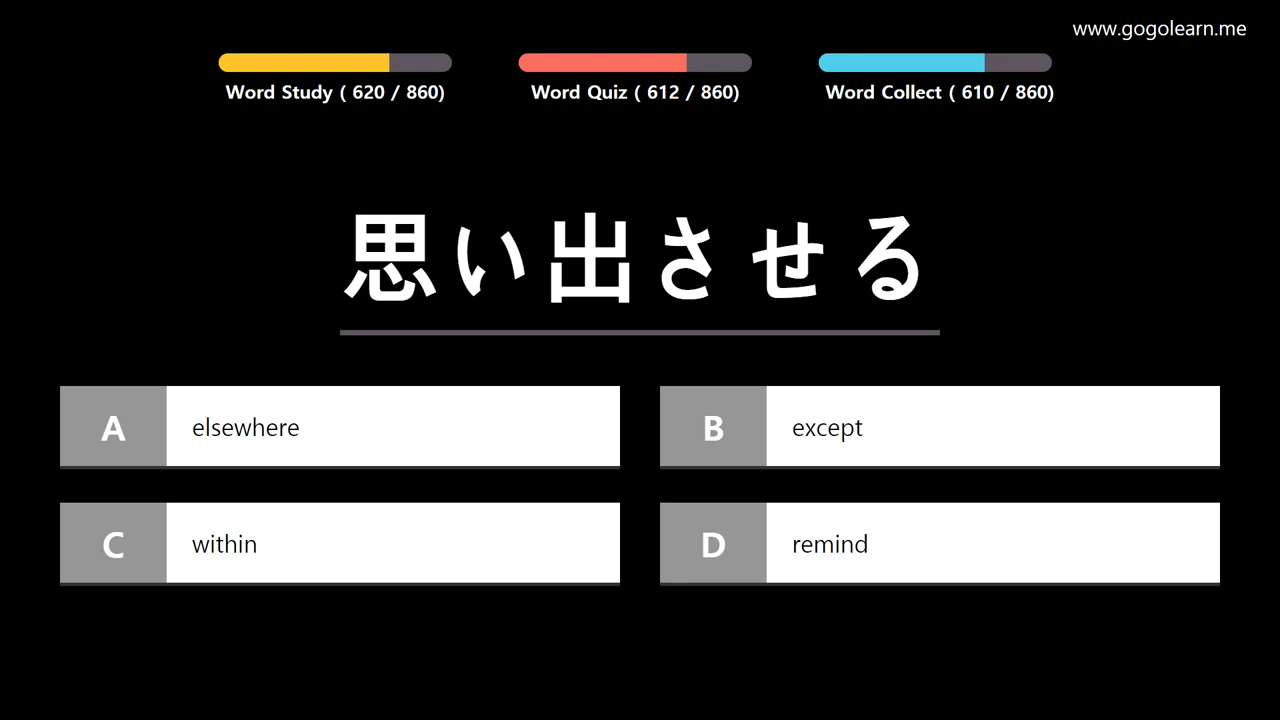 www.gogolearn.me
Word Study ( 620 / 860)
Word Quiz ( 612 / 860)
Word Collect ( 610 / 860)
思い出させる
A elsewhere
B except
C within
D remind